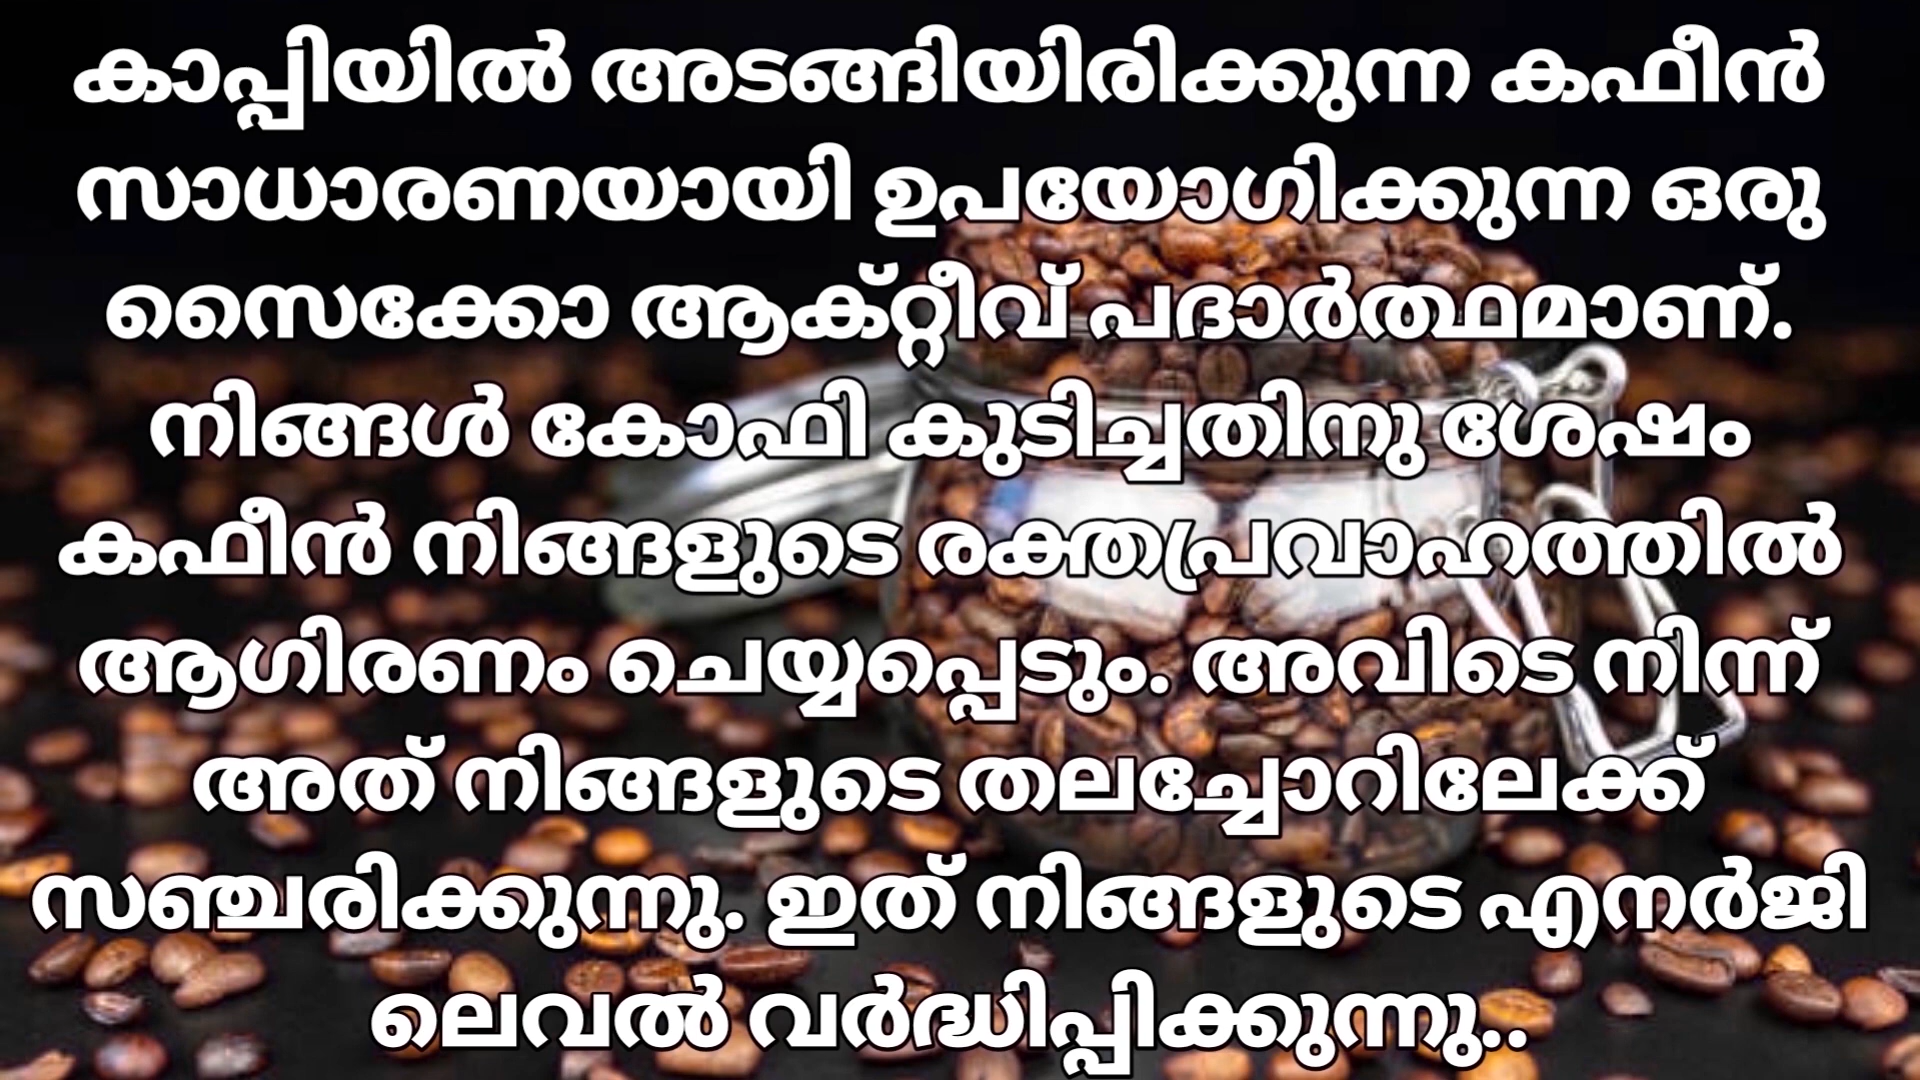 കാപ്പിയിൽ അടങ്ങിയിരിക്കുന്ന കഫീൻ
സാധാരണയായി ഉപയോഗിക്കുന്ന ഒരു
സൈക്കോ ആക്റ്റീവ് പദാർത്ഥമാണ്.
നിങ്ങൾ കോഫി കുടിച്ചതിനു ശേഷം
കഫീൻ നിങ്ങളുടെ രക്തപ്രവാഹത്തിൽ
ആഗിരണം ചെയ്യപ്പെടും. അവിടെ നിന്ന്
അത് നിങ്ങളുടെ തലച്ചോറിലേക്ക്
സഞ്ചരിക്കുന്നു. ഇത് നിങ്ങളുടെ എനർജി
ലെവൽ വർദ്ധിപ്പിക്കുന്നു..